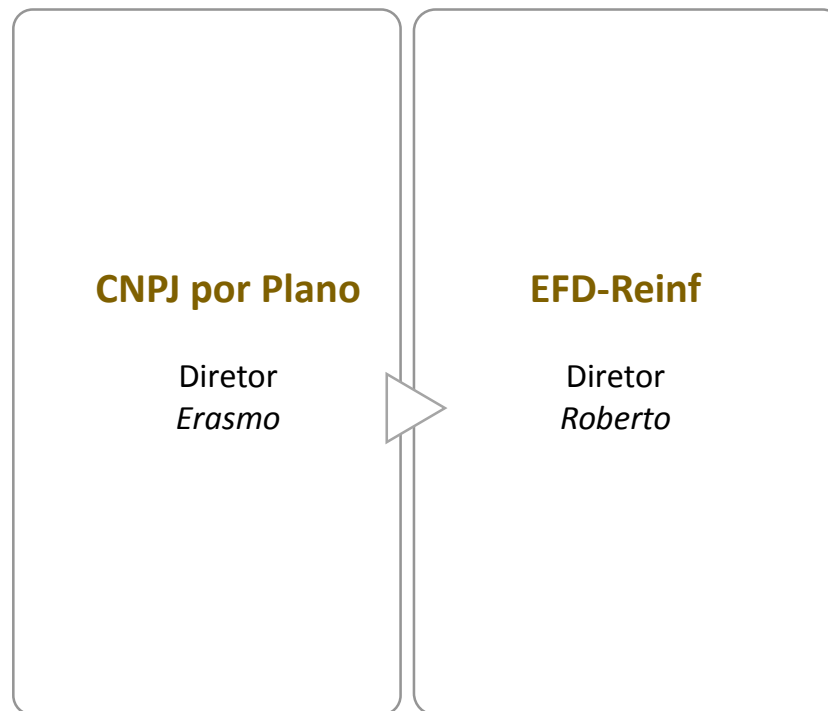 CNPJ por Plano
Diretor
Erasmo
EFD-Reinf
Diretor
Roberto